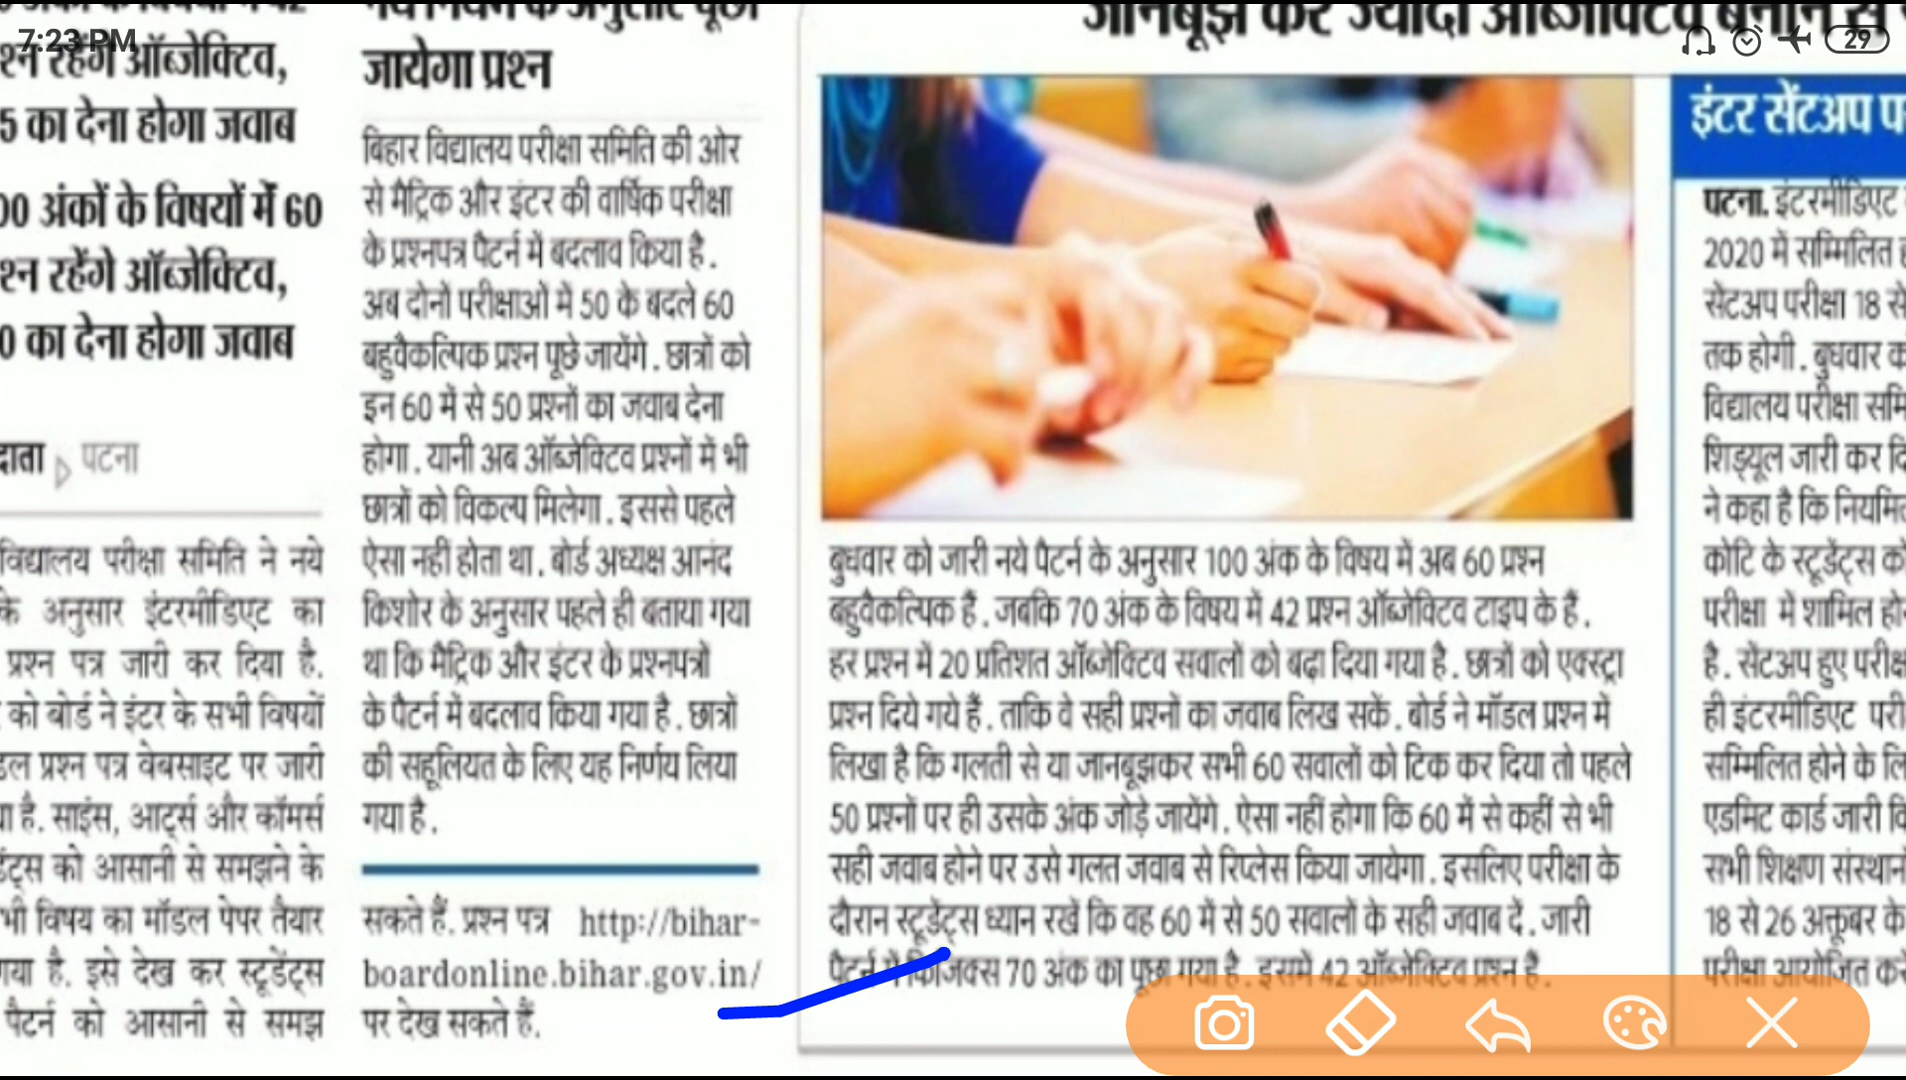 7:23 PM
29
रहेंगे ऑब्जेक्टिव,
5 का देना होगा जवाब
00 अंकों के विषयों में 60
रहेंगे ऑब्जेक्टिव,
0 का देना होगा जवाब
पटना
विद्यालय परीक्षा समिति ने नये
के अनुसार इंटरमीडिएट का
प्रश्न पत्र जारी कर दिया है.
को बोर्ड ने इंटर के सभी विषयों
प्रश्न पत्र वेबसाइट पर जारी
है. साइंस, आर्ट्स और कॉमर्स
को आसानी से समझने के
विषय का मॉडल पेपर तैयार
है. इसे देख कर स्टूडेंट्स
पैटर्न को आसानी से समझ
जायेगा प्रश्न
बिहार विद्यालय परीक्षा समिति की ओर
से मैट्रिक और इंटर की वार्षिक परीक्षा
के प्रश्नपत्र पैटर्न में बदलाव किया है.
अब दोनों परीक्षाओं में 50 के बदले 60
बहुवैकल्पिक प्रश्न पूछे जायेंगे. छात्रों को
इन 60 में से 50 प्रश्नों का जवाब देना
होगा. यानी अब ऑब्जेक्टिव प्रश्नों में भी
छात्रों को विकल्प मिलेगा. इससे पहले
ऐसा नहीं होता था. बोर्ड अध्यक्ष आनंद
किशोर के अनुसार पहले ही बताया गया
था कि मैट्रिक और इंटर के प्रश्नपत्रों
के पैटर्न में बदलाव किया गया है. छात्रों
की सहूलियत के लिए यह निर्णय लिया
गया है.
सकते हैं. प्रश्न पत्र http://bihar-
boardonline.bihar.gov.in/
पर देख सकते हैं.
जानबूझ कर ज्यादा ऑब्जेक्टिव बनाने से
बुधवार को जारी नये पैटर्न के अनुसार 100 अंक के विषय में अब 60 प्रश्न
बहुवैकल्पिक हैं. जबकि 70 अंक के विषय में 42 प्रश्न ऑब्जेक्टिव टाइप के हैं.
हर प्रश्न में 20 प्रतिशत ऑब्जेक्टिव सवालों को बढ़ा दिया गया है. छात्रों को एक्स्ट्रा
प्रश्न दिये गये हैं. ताकि वे सही प्रश्नों का जवाब लिख सकें. बोर्ड ने मॉडल प्रश्न में
लिखा है कि गलती से या जानबूझकर सभी 60 सवालों को टिक कर दिया तो पहले
50 प्रश्नों पर ही उसके अंक जोड़े जायेंगे. ऐसा नहीं होगा कि 60 में से कहीं से भी
सही जवाब होने पर उसे गलत जवाब से रिप्लेस किया जायेगा. इसलिए परीक्षा के
दौरान स्टूडेंट्स ध्यान रखें कि वह 60 में से 50 सवालों के सही जवाब दें. जारी
पैटर्न में फिजिक्स 70 अंक का पूछा गया है. इसमें 42 ऑब्जेक्टिव प्रश्न हैं.
इंटर सेंटअप
पटना. इंटरमीडिएट
2020 में सम्मिलित
सेंटअप परीक्षा 18 से
तक होगी. बुधवार
विद्यालय परीक्षा
शिड्यूल जारी कर
ने कहा है कि
कोटि के स्टूडेंट्स को
परीक्षा में शामिल
है. सेंटअप हुए
ही इंटरमीडिएट
सम्मिलित होने के
एडमिट कार्ड जारी
सभी शिक्षण
18 से 26 अक्तूबर के
परीक्षा आयोजित